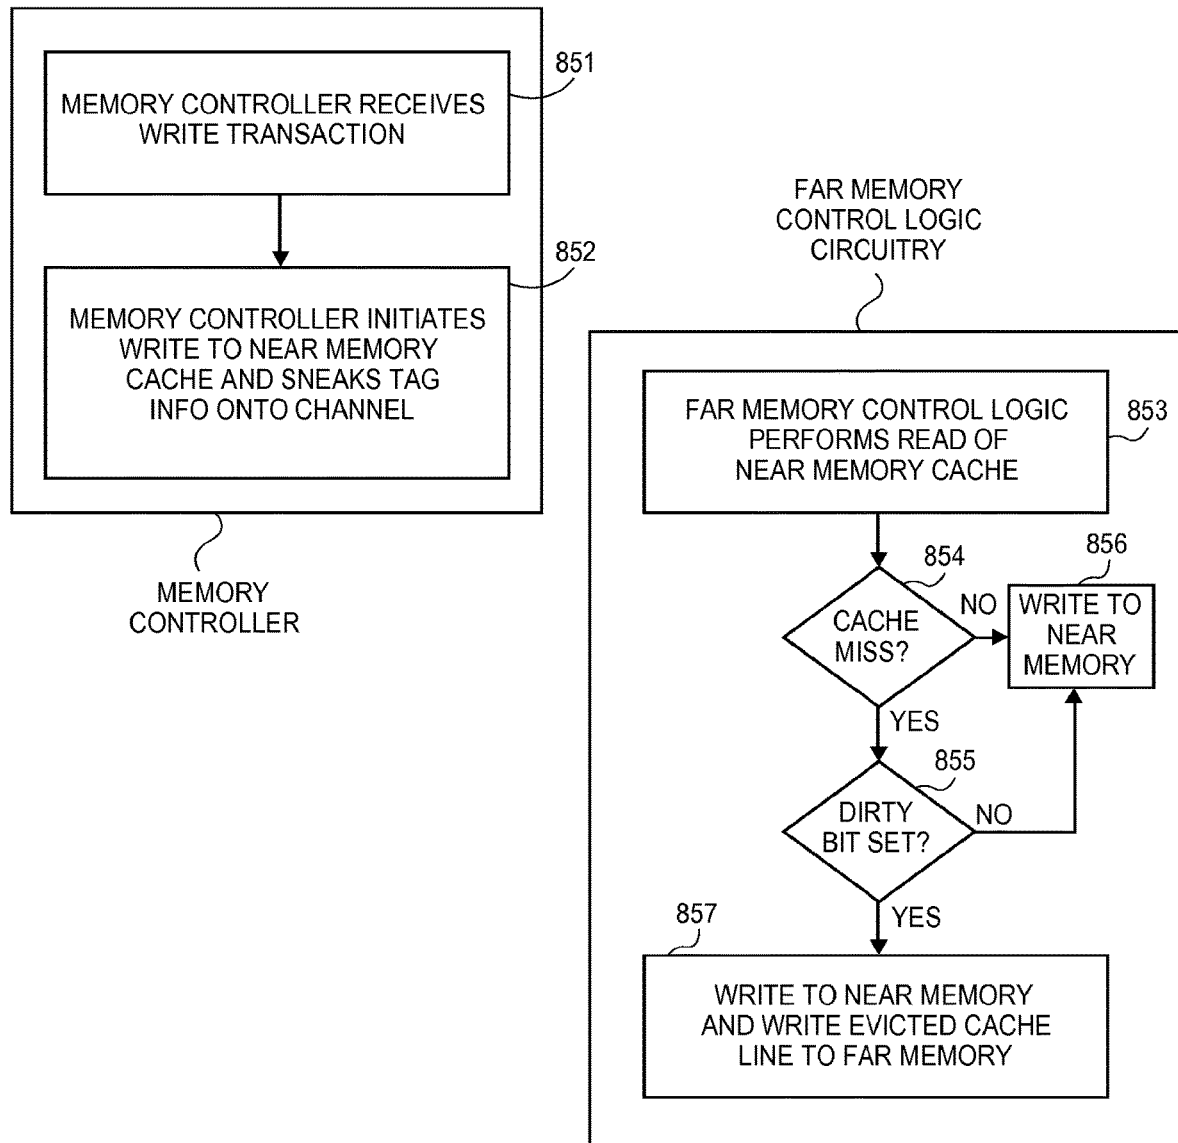 851
MEMORY CONTROLLER RECEIVES
WRITE TRANSACTION
852
MEMORY CONTROLLER INITIATES
WRITE TO NEAR MEMORY
CACHE AND SNEAKS TAG
INFO ONTO CHANNEL
MEMORY
CONTROLLER
FAR MEMORY
CONTROL LOGIC
CIRCUITRY
FAR MEMORY CONTROL LOGIC
PERFORMS READ OF
NEAR MEMORY CACHE
853
854
CACHE
MISS?
NO
856
WRITE TO
NEAR
MEMORY
YES
855
DIRTY
BIT SET?
NO
YES
857
WRITE TO NEAR MEMORY
AND WRITE EVICTED CACHE
LINE TO FAR MEMORY